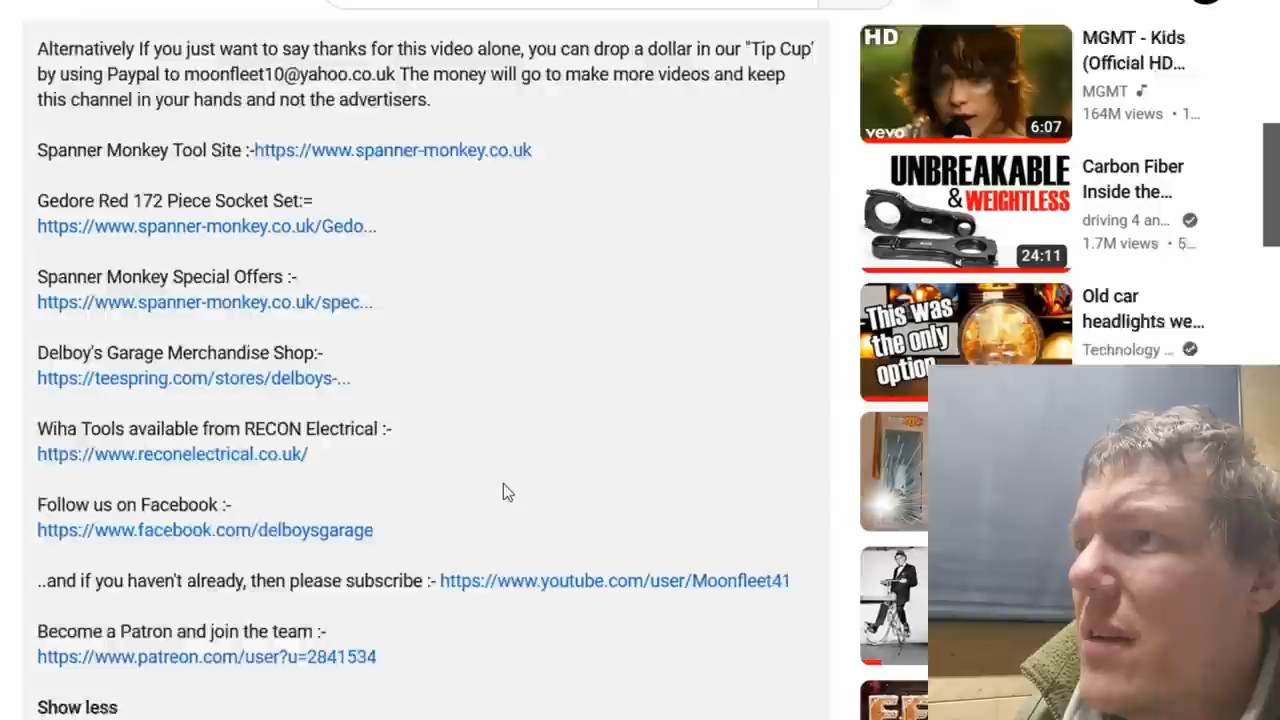 Alternatively If you just want to say thanks for this video alone, you can drop a dollar in our "Tip Cup'
by using Paypal to moonfleet10@yahoo.co.uk The money will go to make more videos and keep
this channel in your hands and not the advertisers.
Spanner Monkey Tool Site :-https://www.spanner-monkey.co.uk
Gedore Red 172 Piece Socket Set:=
https://www.spanner-monkey.co.uk/Gedo...
Spanner Monkey Special Offers :-
https://www.spanner-monkey.co.uk/spec...
Delboy's Garage Merchandise Shop:-
https://teespring.com/stores/delboys-...
Wiha Tools available from RECON Electrical :-
https://www.reconelectrical.co.uk/
Follow us on Facebook :-
https://www.facebook.com/delboysgarage
..and if you haven't already, then please subscribe :- https://www.youtube.com/user/Moonfleet41
Become a Patron and join the team :-
https://www.patreon.com/user?u=2841534
Show less
HD
vevo
6:07
MGMT - Kids
(Official HD...
MGMT
164M views • 1...
UNBREAKABLE
& WEIGHTLESS
24:11
Carbon Fiber
Inside the...
driving 4 an...
1.7M views • 5...
This was
the only
option
Old car
headlights we...
Technology ...